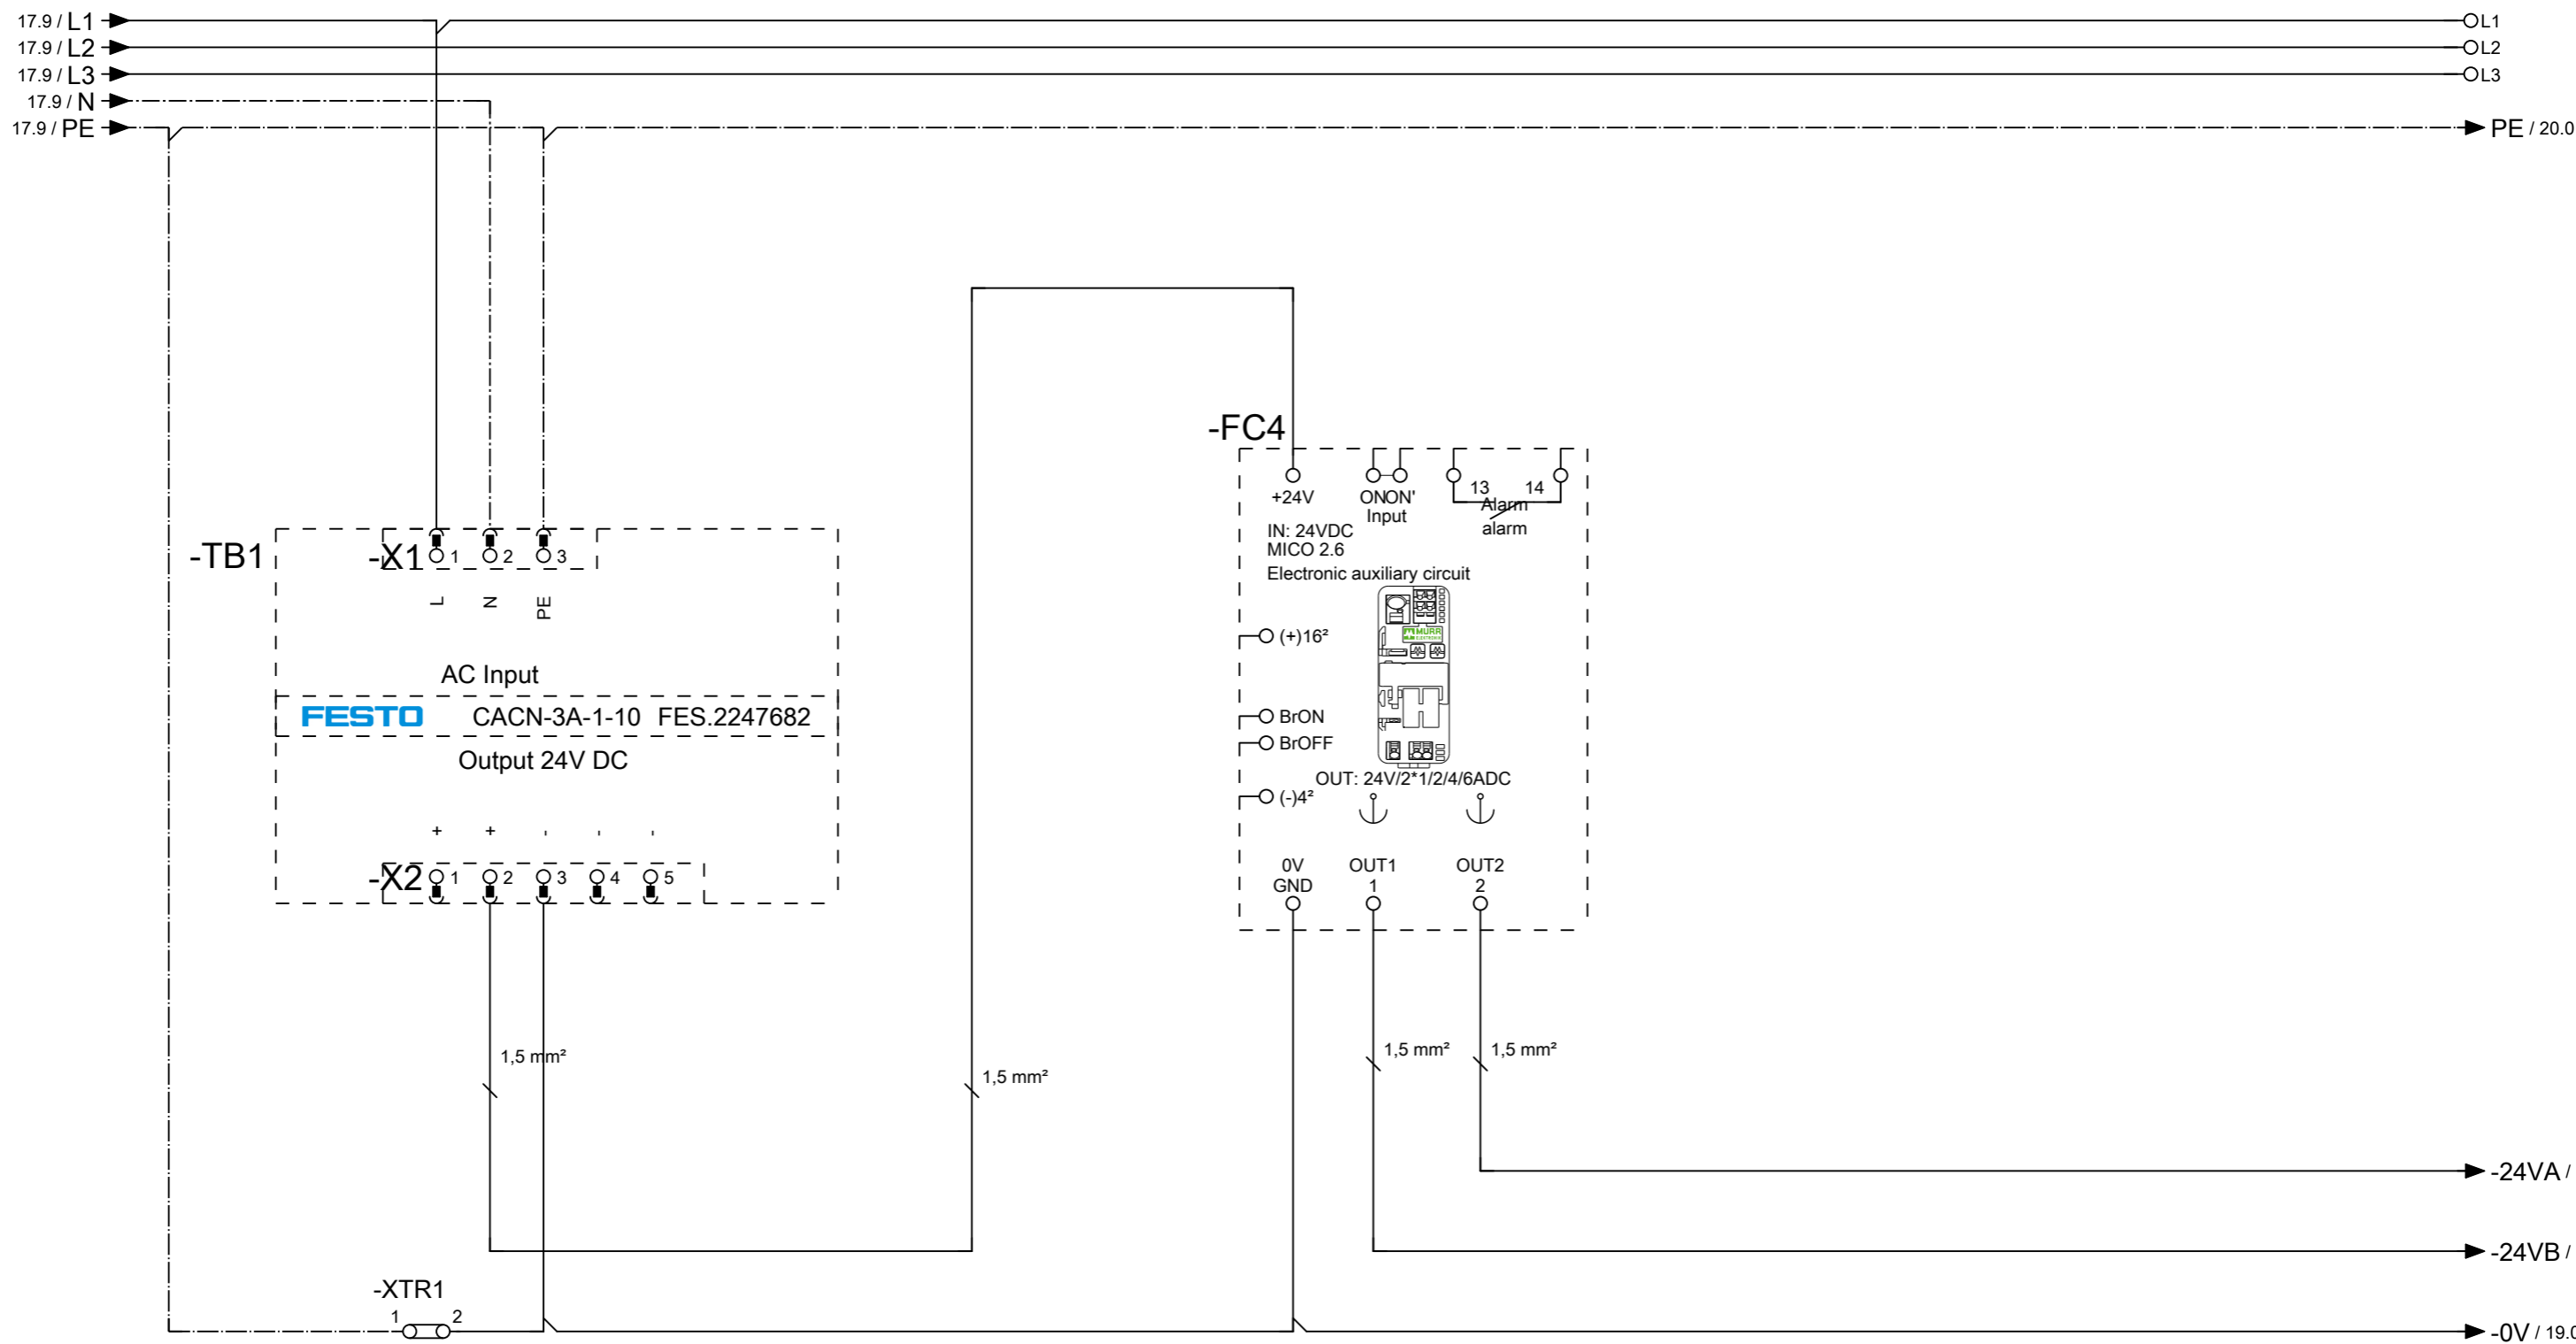 17.9 / L1
17.9 / L2
17.9 / L3
17.9 / N
17.9 / PE
L1
L2
L3
PE / 20.0
-FC4
+24V
ONON'
Input
13
14
Alarm
alarm
IN: 24VDC
MICO 2.6
Electronic auxiliary circuit
(+)16²
MURR
ELEKTRONIK
BrON
BrOFF
OUT: 24V/2*1/2/4/6ADC
(-)4²
0V
GND
OUT1
1
OUT2
2
-TB1
-X1
1
2
3
L
N
PE
AC Input
FESTO CACN-3A-1-10 FES.2247682
Output 24V DC
+ + - - -
-X2
1
2
3
4
5
1,5 mm²
1,5 mm²
1,5 mm²
1,5 mm²
-24VA /
-24VB /
-XTR1
1
2
-0V / 19.0